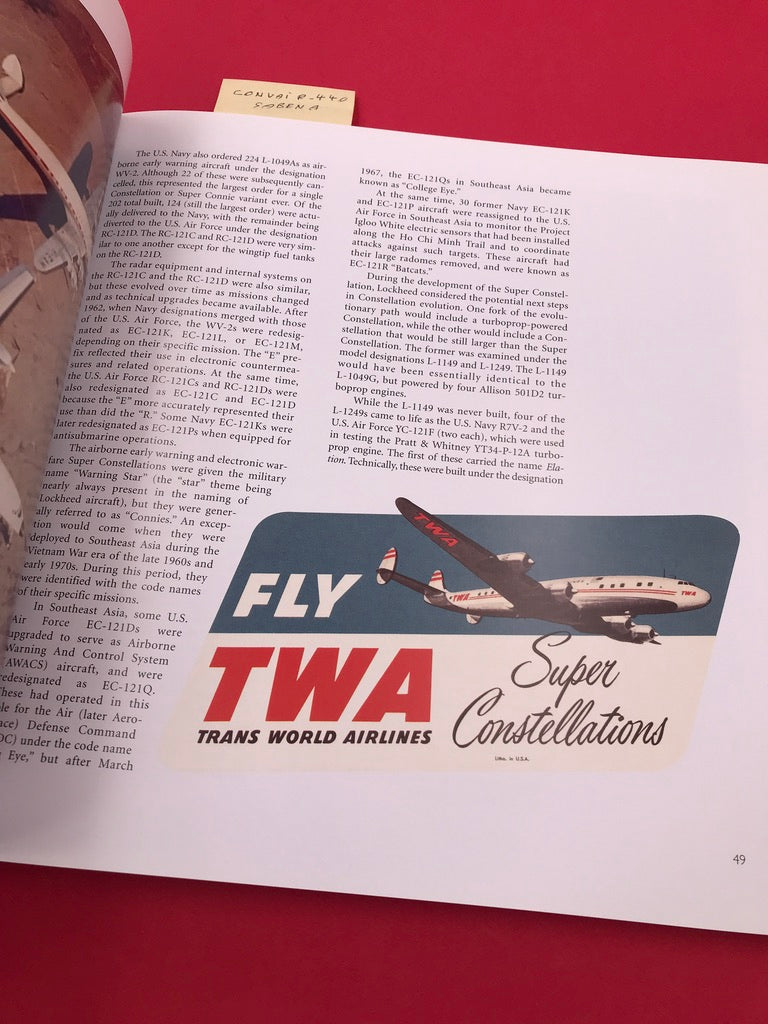 CONVAIR-440
SABENA
The U.S. Navy also ordered 224 L-1049As as air-
borne early warning aircraft under the designation
WV-2. Although 22 of these were subsequently can-
celled, this represented the largest order for a single
Constellation or Super Connie variant ever. Of the
202 total built, 124 (still the largest order) were actu-
ally delivered to the Navy, with the remainder being
diverted to the U.S. Air Force under the designation
RC-121D. The RC-121C and RC-121D were very sim-
ilar to one another except for the wingtip fuel tanks
on the RC-121D.
The radar equipment and internal systems on
the RC-121C and the RC-121D were also similar,
but these evolved over time as missions changed
and as technical upgrades became available. After
1962, when Navy designations merged with those
of the U.S. Air Force, the WV-2s were redesig-
nated as EC-121K, EC-121L, or EC-121M,
depending on their specific mission. The "E" pre-
fix reflected their use in electronic countermea-
sures and related operations. At the same time,
the U.S. Air Force RC-121Cs and RC-121Ds were
also redesignated as EC-121C and EC-121D
because the "E" more accurately represented their
use than did the "R." Some Navy EC-121Ks were
later redesignated as EC-121Ps when equipped for
antisubmarine operations.
The airborne early warning and electronic war-
fare Super Constellations were given the military
name "Warning Star" (the "star" theme being
nearly always present in the naming of
Lockheed aircraft), but they were gener-
ally referred to as "Connies." An excep-
tion would come when they were
deployed to Southeast Asia during the
Vietnam War era of the late 1960s and
early 1970s. During this period, they
were identified with the code names
of their specific missions.
In Southeast Asia, some U.S.
Air Force EC-121Ds were
upgraded to serve as Airborne
Warning And Control System
(AWACS) aircraft, and were
redesignated as EC-121Q.
These had operated in this
le for the Air (later Aero-
ace) Defense Command
DC) under the code name
Eye," but after March
1967, the EC-121Qs in Southeast Asia became
known as "College Eye."
At the same time, 30 former Navy EC-121K
and EC-121P aircraft were reassigned to the U.S.
Air Force in Southeast Asia to monitor the Project
Igloo White electric sensors that had been installed
along the Ho Chi Minh Trail and to coordinate
attacks against such targets. These aircraft had
their large radomes removed, and were known as
EC-121R "Batcats."
During the development of the Super Constel-
lation, Lockheed considered the potential next steps
in Constellation evolution. One fork of the evolu-
tionary path would include a turboprop-powered
Constellation, while the other would include a Con-
stellation that would be still larger than the Super
Constellation. The former was examined under the
model designations L-1149 and L-1249. The L-1149
would have been essentially identical to the
L-1049G, but powered by four Allison 501D2 tur-
boprop engines.
While the L-1149 was never built, four of the
L-1249s came to life as the U.S. Navy R7V-2 and the
U.S. Air Force YC-121F (two each), which were used
in testing the Pratt & Whitney YT34-P-12A turbo-
prop engine. The first of these carried the name Ela-
tion. Technically, these were built under the designation
TWA
TWA
TWA
FLY
TWA
TRANS WORLD AIRLINES
Super
Constellations
Litho. in U.S.A.
49